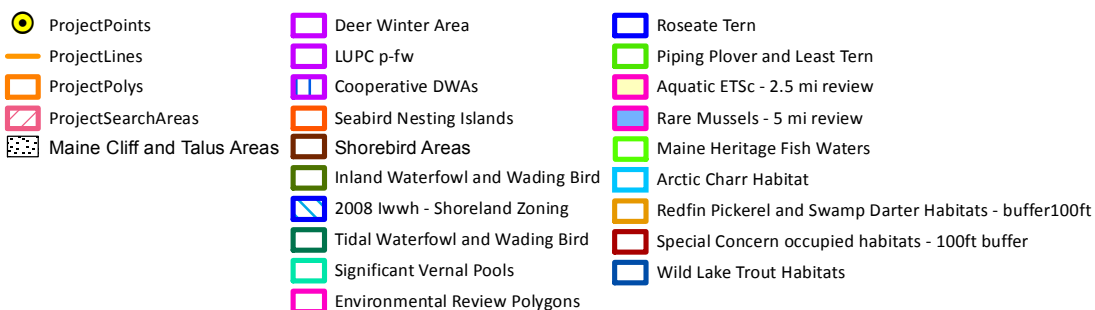 ProjectPoints
ProjectLines
ProjectPolys
ProjectSearchAreas
Maine Cliff and Talus Areas
Deer Winter Area
LUPC p-fw
Cooperative DWAs
Seabird Nesting Islands
Shorebird Areas
Inland Waterfowl and Wading Bird
2008 Iwwh - Shoreland Zoning
Tidal Waterfowl and Wading Bird
Significant Vernal Pools
Environmental Review Polygons
Roseate Tern
Piping Plover and Least Tern
Aquatic ETSc - 2.5 mi review
Rare Mussels - 5 mi review
Maine Heritage Fish Waters
Arctic Charr Habitat
Redfin Pickerel and Swamp Darter Habitats - buffer100ft
Special Concern occupied habitats - 100ft buffer
Wild Lake Trout Habitats